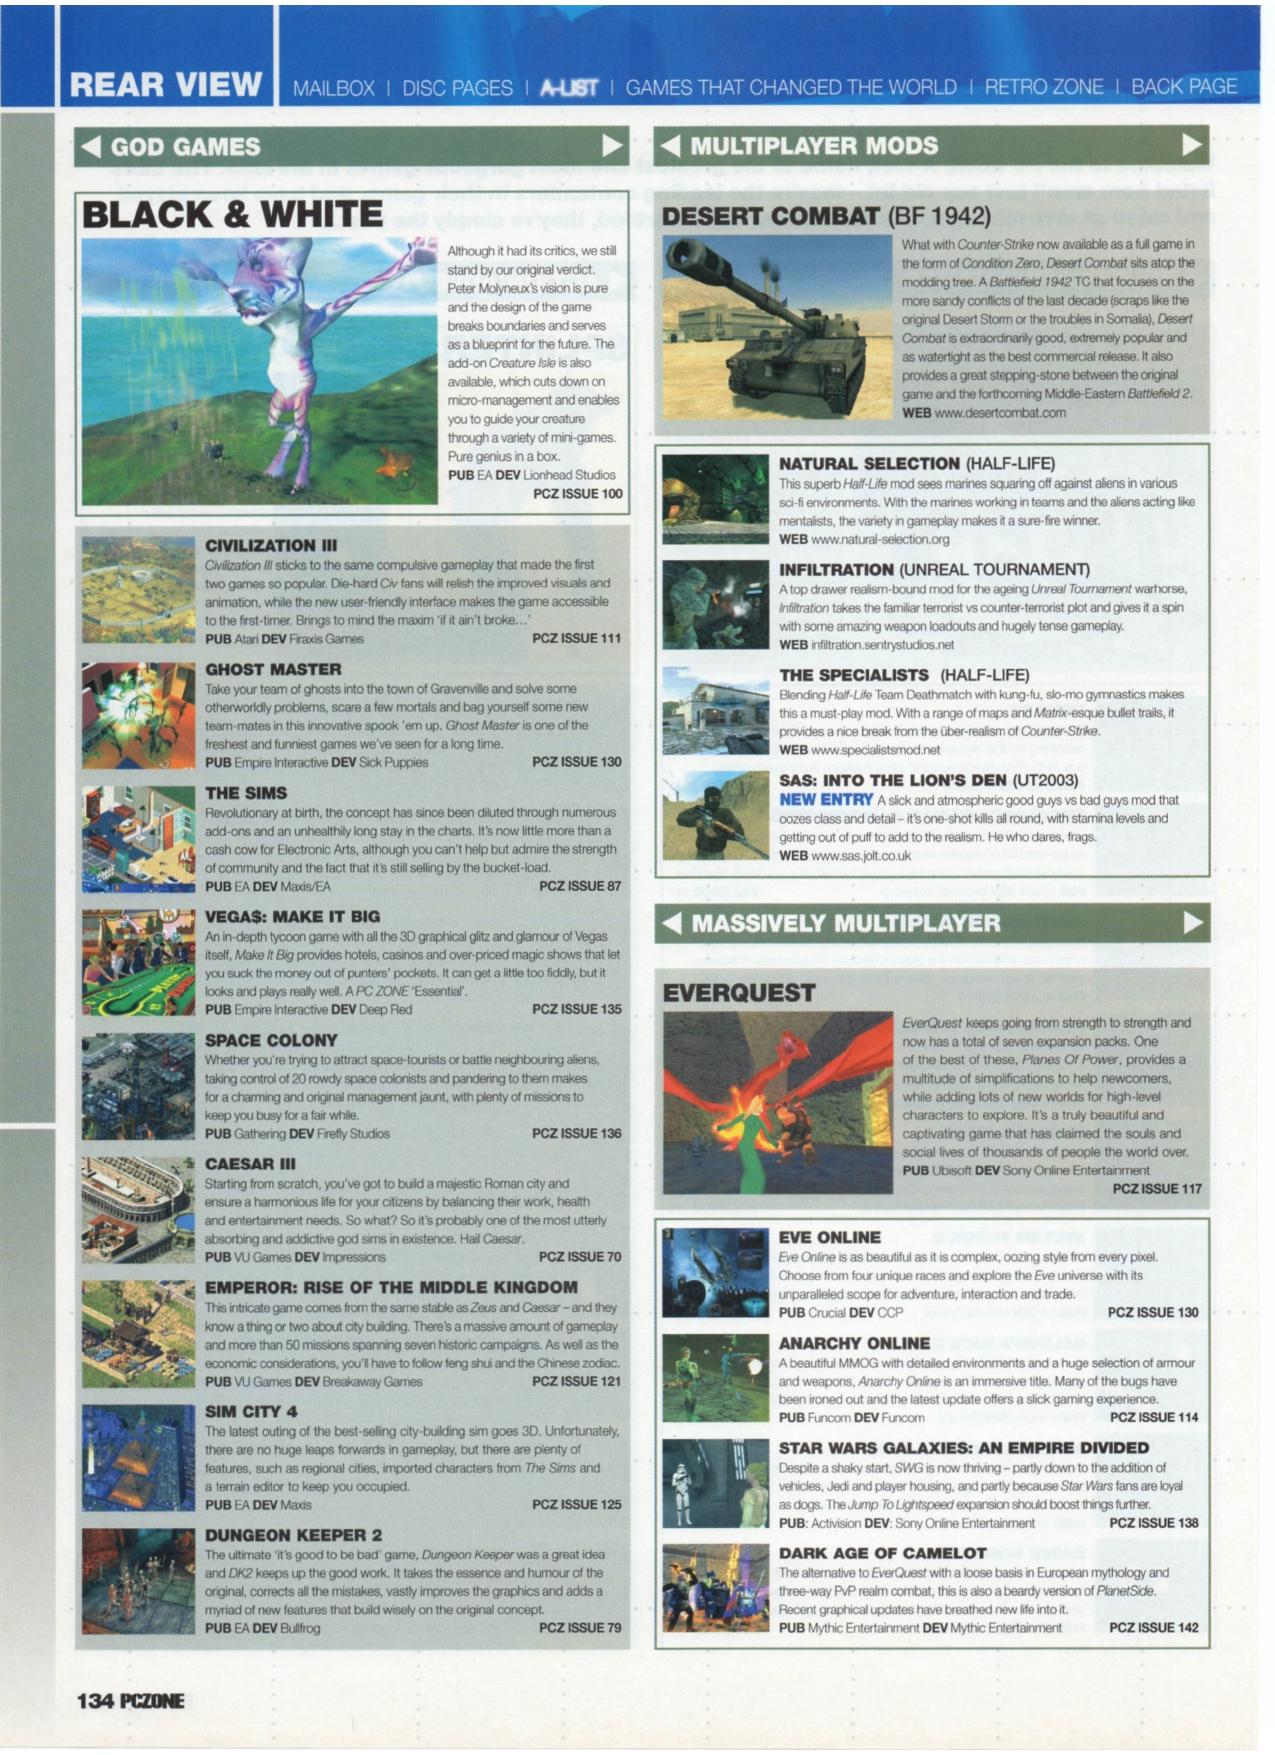 REAR VIEW
MAILBOX | DISC PAGES | A-LIST | GAMES THAT CHANGED THE WORLD | RETRO ZONE | BACK PAGE
GOD GAMES
BLACK & WHITE
Although it had its critics, we still
stand by our original verdict.
Peter Molyneux's vision is pure
and the design of the game
breaks boundaries and serves
as a blueprint for the future. The
add-on Creature Isle is also
available, which cuts down on
micro-management and enables
you to guide your creature
through a variety of mini-games.
Pure genius in a box.
PUB EA DEV Lionhead Studios
PCZ ISSUE 100
CIVILIZATION III
Civilization III sticks to the same compulsive gameplay that made the first
two games so popular. Die-hard Civ fans will relish the improved visuals and
animation, while the new user-friendly interface makes the game accessible
to the first-timer. Brings to mind the maxim 'if it ain't broke...'
PUB Atari DEV Firaxis Games PCZ ISSUE 111
GHOST MASTER
Take your team of ghosts into the town of Gravenville and solve some
otherworldly problems, scare a few mortals and bag yourself some new
team-mates in this innovative spook 'em up. Ghost Master is one of the
freshest and funniest games we've seen for a long time.
PUB Empire Interactive DEV Sick Puppies PCZ ISSUE 130
THE SIMS
Revolutionary at birth, the concept has since been diluted through numerous
add-ons and an unhealthily long stay in the charts. It's now little more than a
cash cow for Electronic Arts, although you can't help but admire the strength
of community and the fact that it's still selling by the bucket-load.
PUB EA DEV Maxis/EA PCZ ISSUE 87
VEGA$: MAKE IT BIG
An in-depth tycoon game with all the 3D graphical glitz and glamour of Vegas
itself, Make It Big provides hotels, casinos and over-priced magic shows that let
you suck the money out of punters' pockets. It can get a little too fiddly, but it
looks and plays really well. A PC ZONE 'Essential'.
PUB Empire Interactive DEV Deep Red PCZ ISSUE 135
SPACE COLONY
Whether you're trying to attract space-tourists or battle neighbouring aliens,
taking control of 20 rowdy space colonists and pandering to them makes
for a charming and original management jaunt, with plenty of missions to
keep you busy for a fair while.
PUB Gathering DEV Firefly Studios PCZ ISSUE 136
CAESAR III
Starting from scratch, you've got to build a majestic Roman city and
ensure a harmonious life for your citizens by balancing their work, health
and entertainment needs. So what? So it's probably one of the most utterly
absorbing and addictive god sims in existence. Hail Caesar.
PUB VU Games DEV Impressions PCZ ISSUE 70
EMPEROR: RISE OF THE MIDDLE KINGDOM
This intricate game comes from the same stable as Zeus and Caesar – and they
know a thing or two about city building. There's a massive amount of gameplay
and more than 50 missions spanning seven historic campaigns. As well as the
economic considerations, you'll have to follow feng shui and the Chinese zodiac.
PUB VU Games DEV Breakaway Games PCZ ISSUE 121
SIM CITY 4
The latest outing of the best-selling city-building sim goes 3D. Unfortunately,
there are no huge leaps forwards in gameplay, but there are plenty of
features, such as regional cities, imported characters from The Sims and
a terrain editor to keep you occupied.
PUB EA DEV Maxis PCZ ISSUE 125
DUNGEON KEEPER 2
The ultimate 'it's good to be bad' game, Dungeon Keeper was a great idea
and DK2 keeps up the good work. It takes the essence and humour of the
original, corrects all the mistakes, vastly improves the graphics and adds a
myriad of new features that build wisely on the original concept.
PUB EA DEV Bullfrog PCZ ISSUE 79
MULTIPLAYER MODS
DESERT COMBAT (BF 1942)
What with Counter-Strike now available as a full game in
the form of Condition Zero, Desert Combat sits atop the
modding tree. A Battlefield 1942 TC that focuses on the
more sandy conflicts of the last decade (scraps like the
original Desert Storm or the troubles in Somalia), Desert
Combat is extraordinarily good, extremely popular and
as watertight as the best commercial release. It also
provides a great stepping-stone between the original
game and the forthcoming Middle-Eastern Battlefield 2.
WEB www.desertcombat.com
NATURAL SELECTION (HALF-LIFE)
This superb Half-Life mod sees marines squaring off against aliens in various
sci-fi environments. With the marines working in teams and the aliens acting like
mentalists, the variety in gameplay makes it a sure-fire winner.
WEB www.natural-selection.org
INFILTRATION (UNREAL TOURNAMENT)
A top drawer realism-bound mod for the ageing Unreal Tournament warhorse,
Infiltration takes the familiar terrorist vs counter-terrorist plot and gives it a spin
with some amazing weapon loadouts and hugely tense gameplay.
WEB infiltration.sentrystudios.net
THE SPECIALISTS (HALF-LIFE)
Blending Half-Life Team Deathmatch with kung-fu, slo-mo gymnastics makes
this a must-play mod. With a range of maps and Matrix-esque bullet trails, it
provides a nice break from the über-realism of Counter-Strike.
WEB www.specialistsmod.net
SAS: INTO THE LION'S DEN (UT2003)
NEW ENTRY A slick and atmospheric good guys vs bad guys mod that
oozes class and detail – it's one-shot kills all round, with stamina levels and
getting out of puff to add to the realism. He who dares, frags.
WEB www.sas.jolt.co.uk
MASSIVELY MULTIPLAYER
EVERQUEST
EverQuest keeps going from strength to strength and
now has a total of seven expansion packs. One
of the best of these, Planes Of Power, provides a
multitude of simplifications to help newcomers,
while adding lots of new worlds for high-level
characters to explore. It's a truly beautiful and
captivating game that has claimed the souls and
social lives of thousands of people the world over.
PUB Ubisoft DEV Sony Online Entertainment
PCZ ISSUE 117
EVE ONLINE
Eve Online is as beautiful as it is complex, oozing style from every pixel.
Choose from four unique races and explore the Eve universe with its
unparalleled scope for adventure, interaction and trade.
PUB Crucial DEV CCP PCZ ISSUE 130
ANARCHY ONLINE
A beautiful MMOG with detailed environments and a huge selection of armour
and weapons, Anarchy Online is an immersive title. Many of the bugs have
been ironed out and the latest update offers a slick gaming experience.
PUB Funcom DEV Funcom PCZ ISSUE 114
STAR WARS GALAXIES: AN EMPIRE DIVIDED
Despite a shaky start, SWG is now thriving – partly down to the addition of
vehicles, Jedi and player housing, and partly because Star Wars fans are loyal
as dogs. The Jump To Lightspeed expansion should boost things further.
PUB: Activision DEV: Sony Online Entertainment PCZ ISSUE 138
DARK AGE OF CAMELOT
The alternative to EverQuest with a loose basis in European mythology and
three-way PvP realm combat, this is also a beardy version of PlanetSide.
Recent graphical updates have breathed new life into it.
PUB Mythic Entertainment DEV Mythic Entertainment PCZ ISSUE 142
134 PCZONE